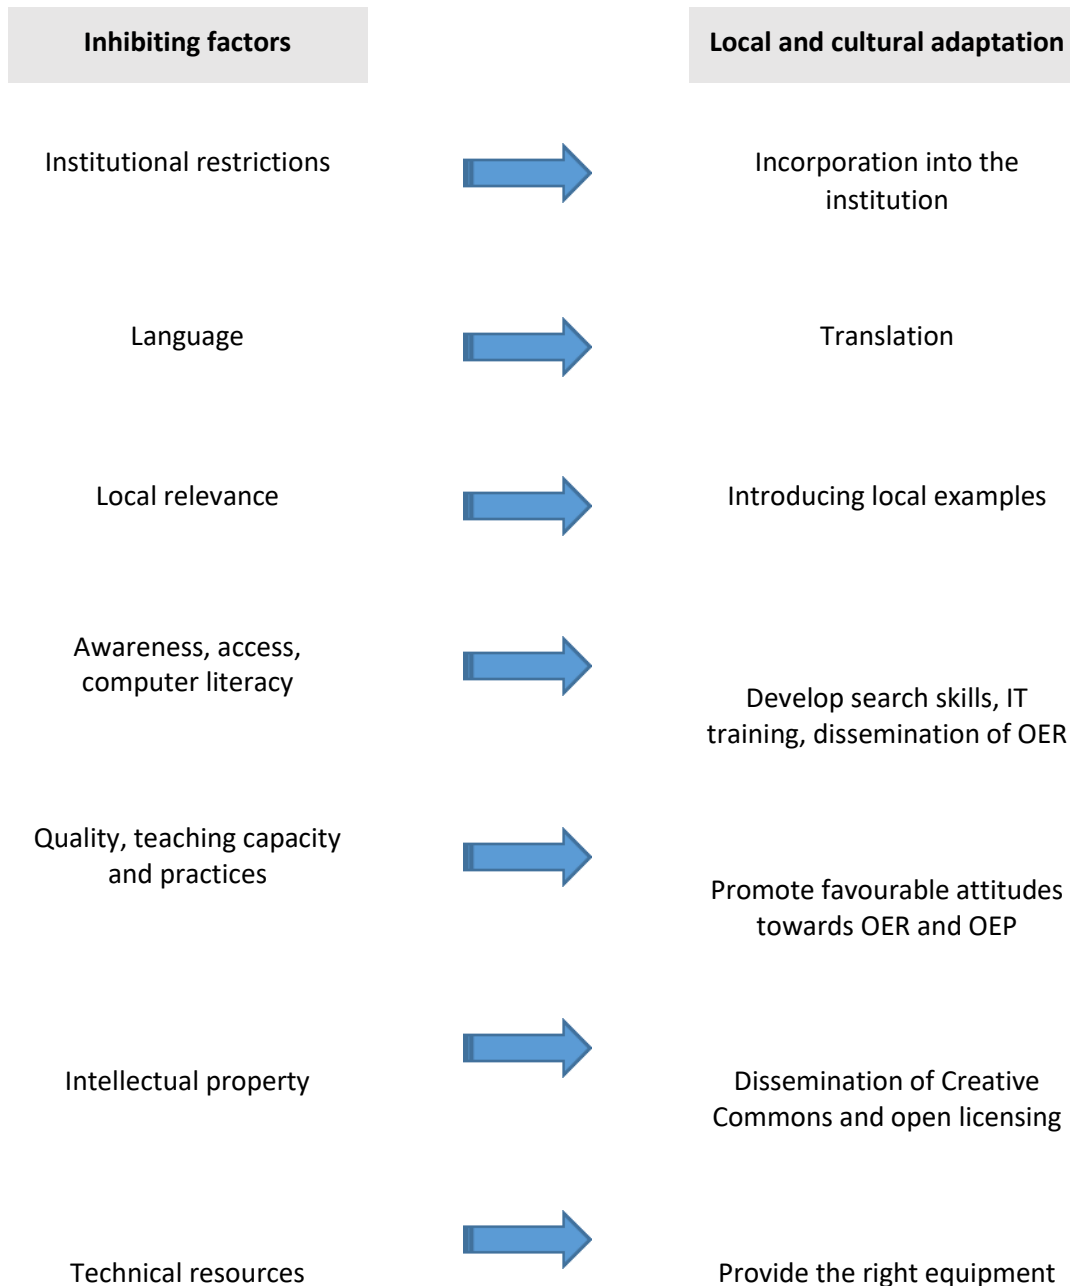 Inhibiting factors
Local and cultural adaptation
Institutional restrictions
Incorporation into the
institution
Language
Translation
Local relevance
Introducing local examples
Awareness, access,
computer literacy
Develop search skills, IT
training, dissemination of OER
Quality, teaching capacity
and practices
Promote favourable attitudes
towards OER and OEP
Intellectual property
Dissemination of Creative
Commons and open licensing
Technical resources
Provide the right equipment